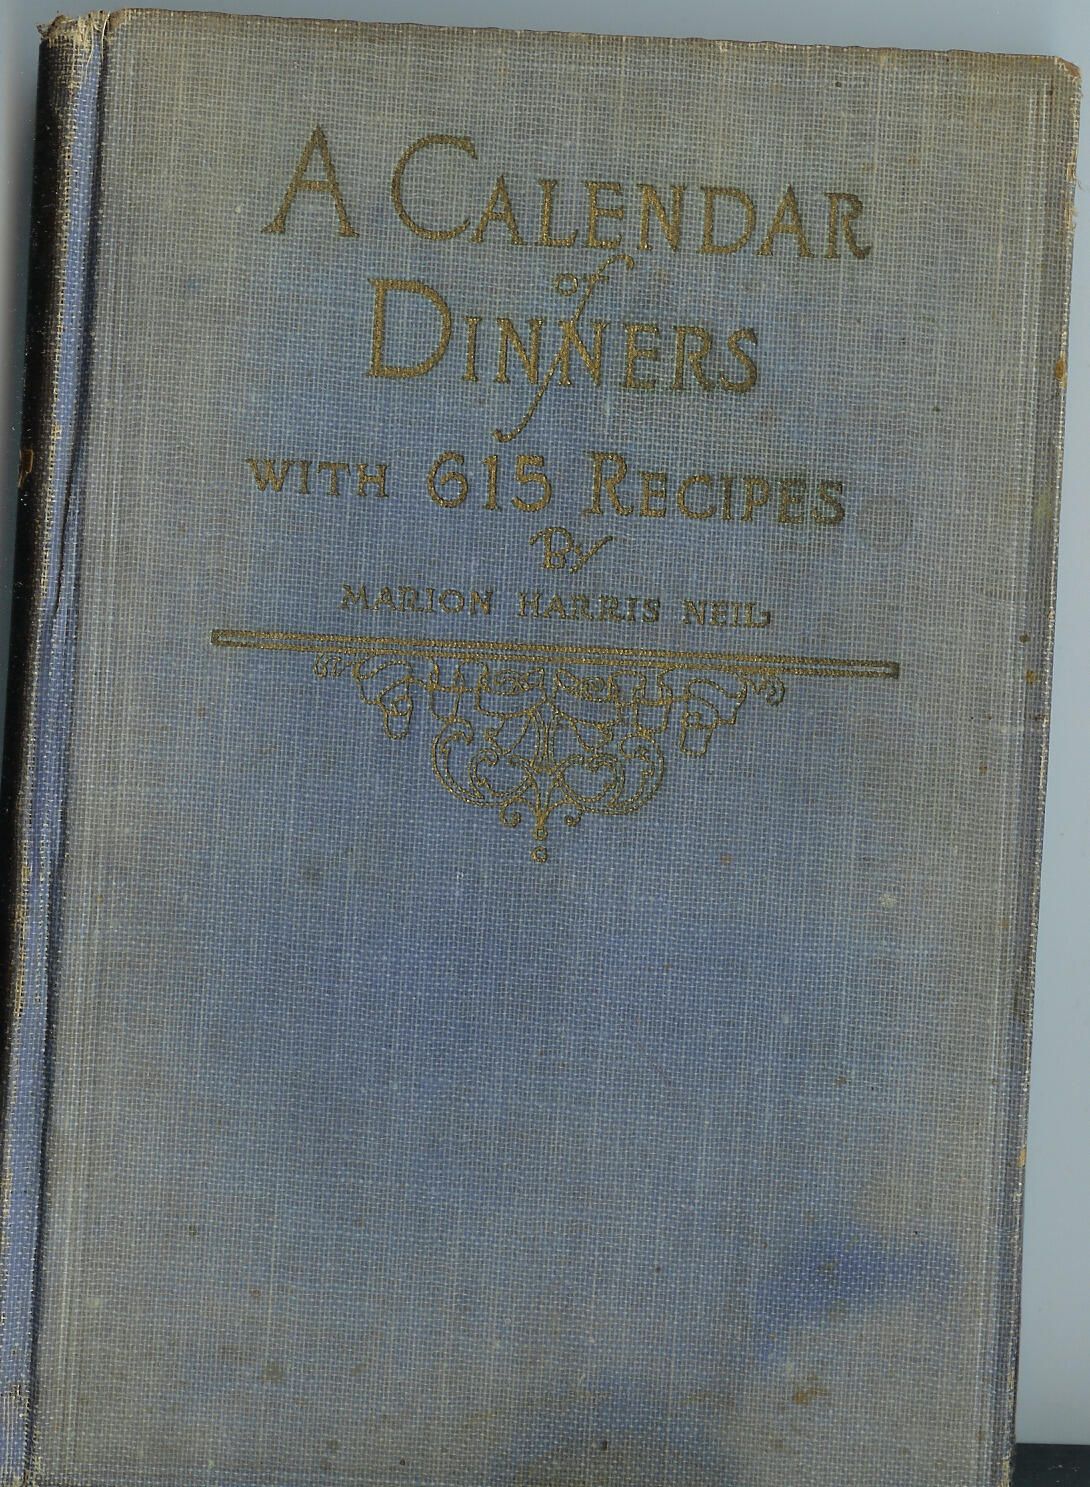 A CALENDAR
of
DINNERS
WITH 615 RECIPES
By
MARION HARRIS NEIL